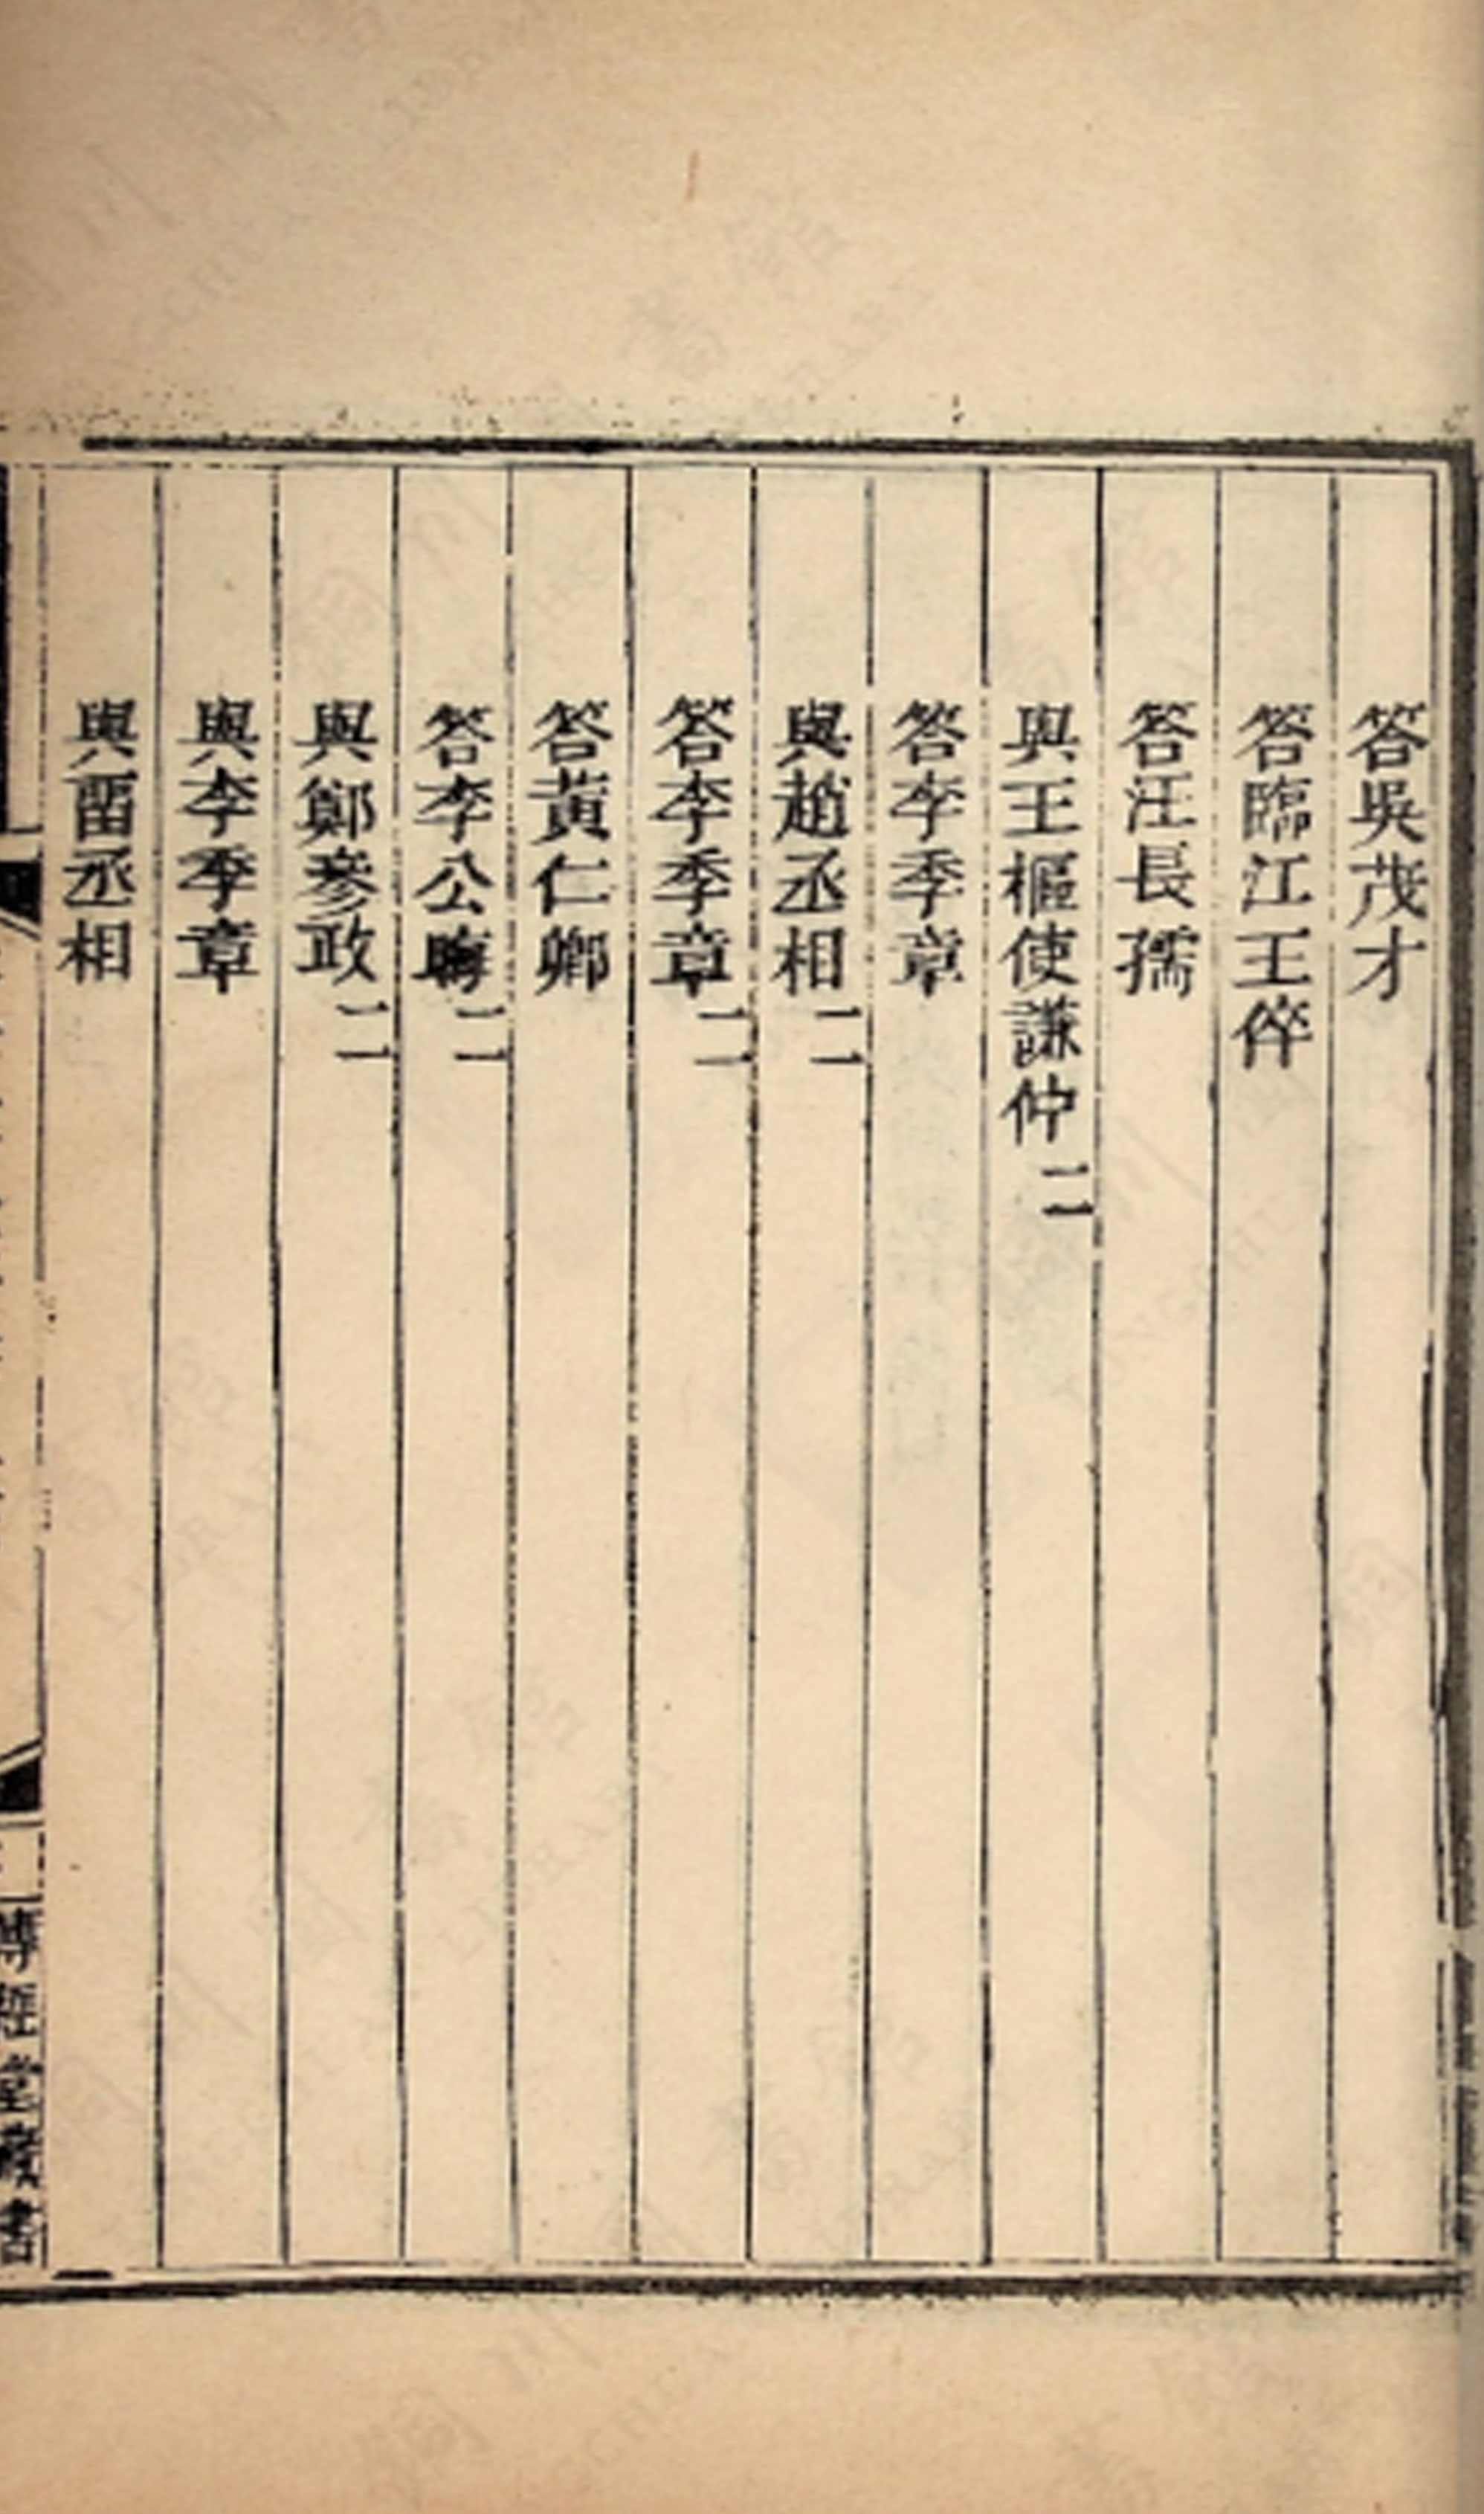 答吳茂才
答臨江王倅
答汪長孺
與王樞使謙仲二
答李季章
與趙丞相二
答李季章二
答黃仁卿
答李公晦二
與鄭參政二
與李季章
與畱丞相
傳經堂叢書